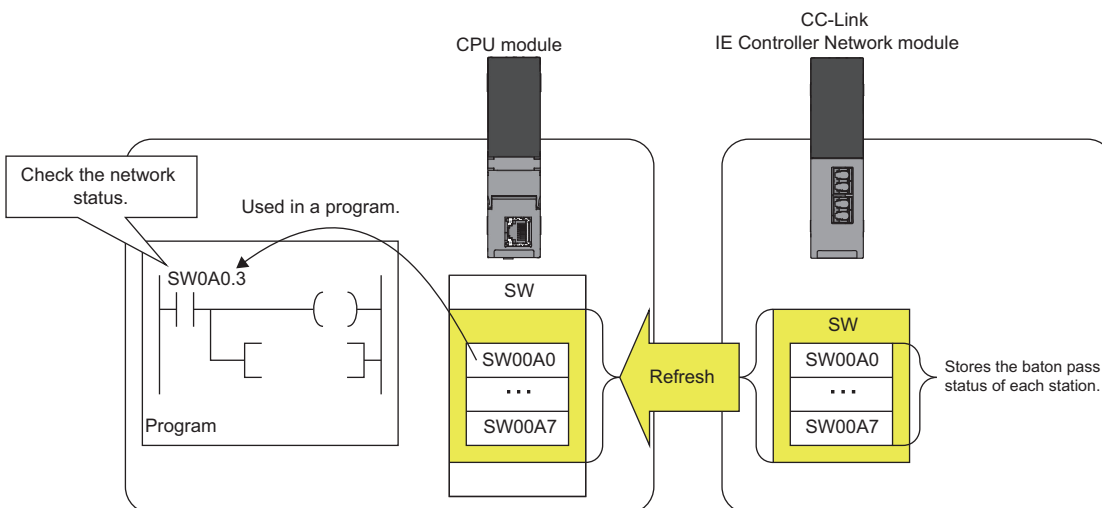 CC-Link
IE Controller Network module
CPU module
Check the network
status.
Used in a program.
SW0A0.3
Program
SW
SW00A0
...
SW00A7
Refresh
SW
SW00A0
...
SW00A7
Stores the baton pass
status of each station.